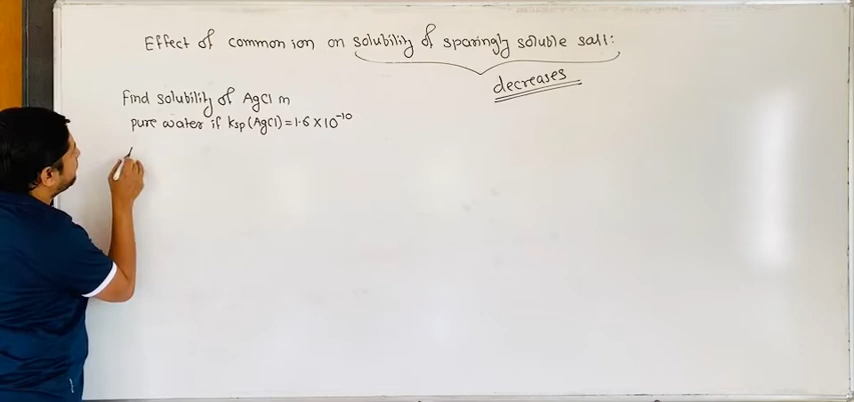 Effect of common ion on solubility of sparingly soluble salt:
decreases
Find solubility of AgCl in
pure water if Ksp(AgCl)=1.6×10⁻¹⁰